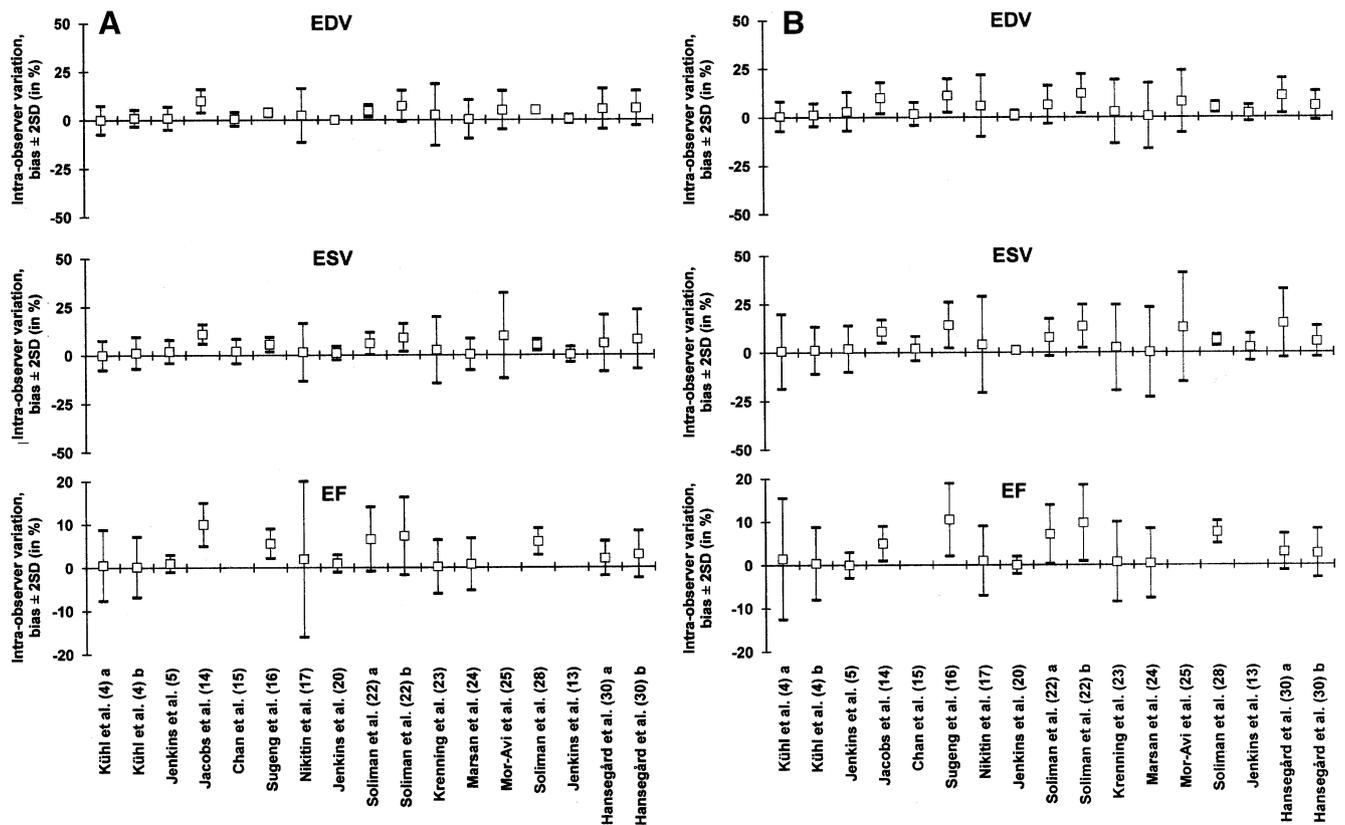 A
EDV
Intra-observer variation,
bias ± 2SD (in %)
50
25
0
-25
-50
ESV
Intra-observer variation,
bias ± 2SD (in %)
50
25
0
-25
-50
EF
Intra-observer variation,
bias ± 2SD (in %)
20
10
0
-10
-20
Kühl et al. (4) a
Kühl et al. (4) b
Jenkins et al. (5)
Jacobs et al. (14)
Chan et al. (15)
Sugeng et al. (16)
Nikitin et al. (17)
Jenkins et al. (20)
Soliman et al. (22) a
Soliman et al. (22) b
Krenning et al. (23)
Marsan et al. (24)
Mor-Avi et al. (25)
Soliman et al. (28)
Jenkins et al. (13)
Hansegård et al. (30) a
Hansegård et al. (30) b
B
EDV
Intra-observer variation,
bias ± 2SD (in %)
50
25
0
-25
-50
ESV
Intra-observer variation,
bias ± 2SD (in %)
50
25
0
-25
-50
EF
Intra-observer variation,
bias ± 2SD (in %)
20
10
0
-10
-20
Kühl et al. (4) a
Kühl et al. (4) b
Jenkins et al. (5)
Jacobs et al. (14)
Chan et al. (15)
Sugeng et al. (16)
Nikitin et al. (17)
Jenkins et al. (20)
Soliman et al. (22) a
Soliman et al. (22) b
Krenning et al. (23)
Marsan et al. (24)
Mor-Avi et al. (25)
Soliman et al. (28)
Jenkins et al. (13)
Hansegård et al. (30) a
Hansegård et al. (30) b